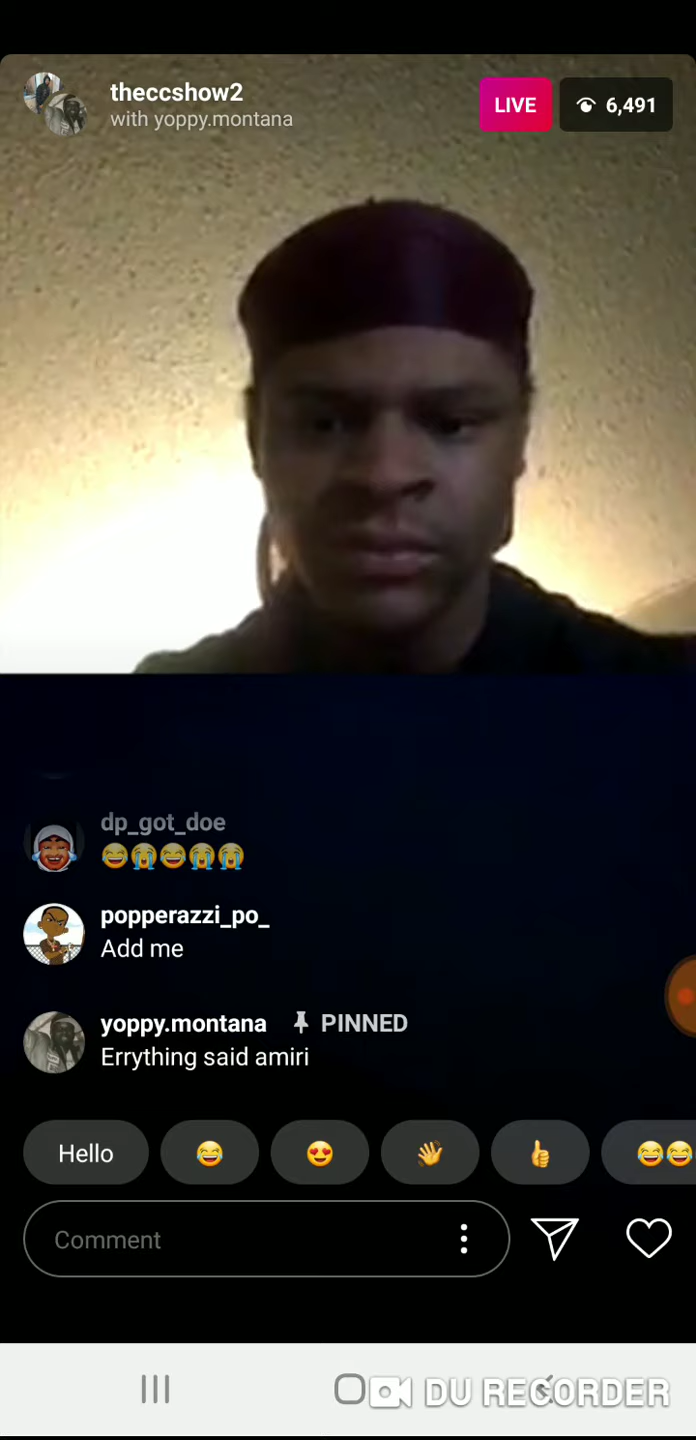 theccshow2
with yoppy.montana
LIVE
6,491
dp_got_doe
😂😭😂😭😭
popperazzi_po_
Add me
yoppy.montana PINNED
Errything said amiri
Hello 😂 😍 👋 👍 😂😂
Comment
DU RECORDER